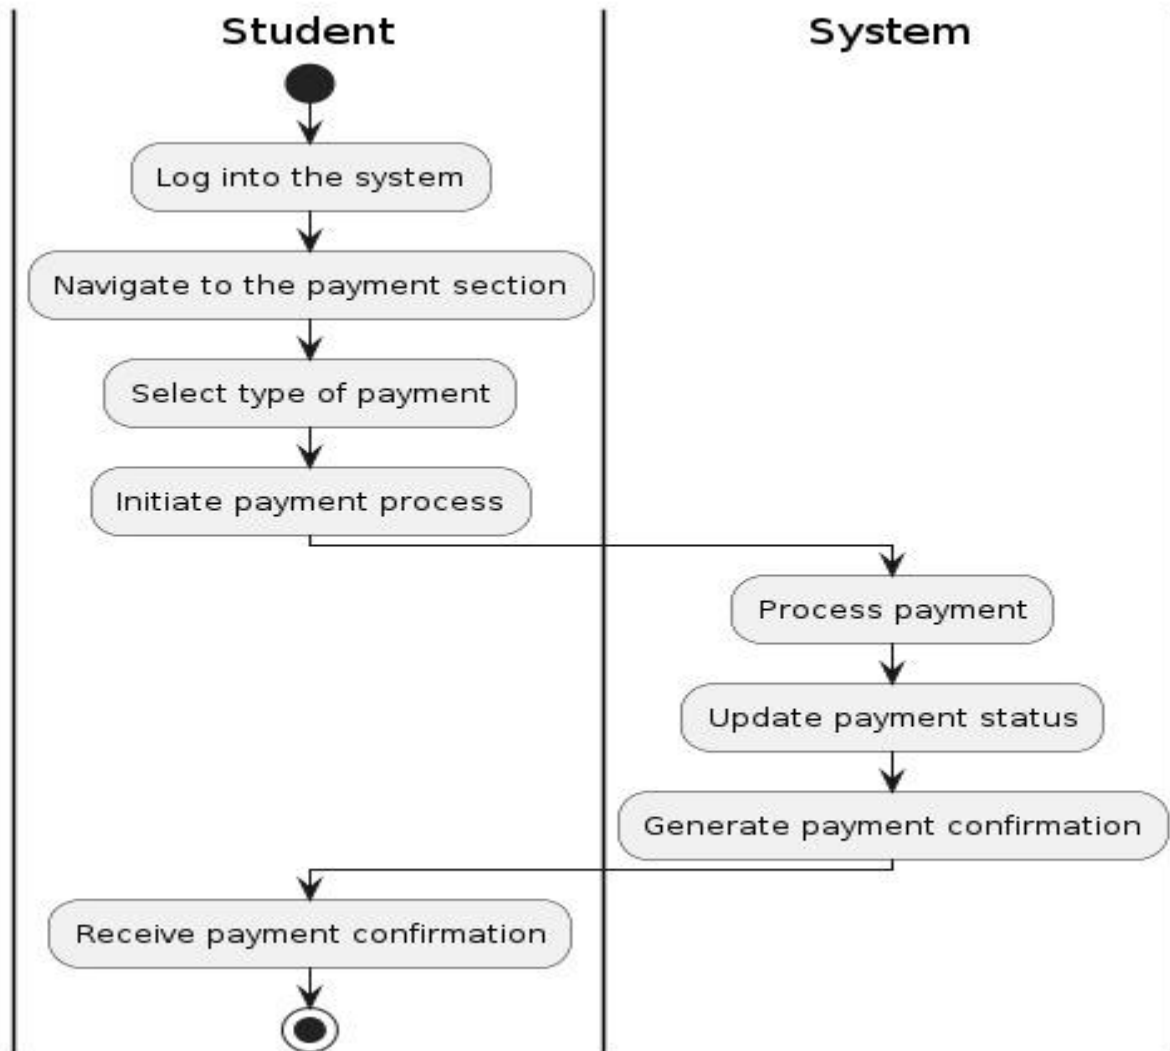 Student
System
Log into the system
Navigate to the payment section
Select type of payment
Initiate payment process
Process payment
Update payment status
Generate payment confirmation
Receive payment confirmation